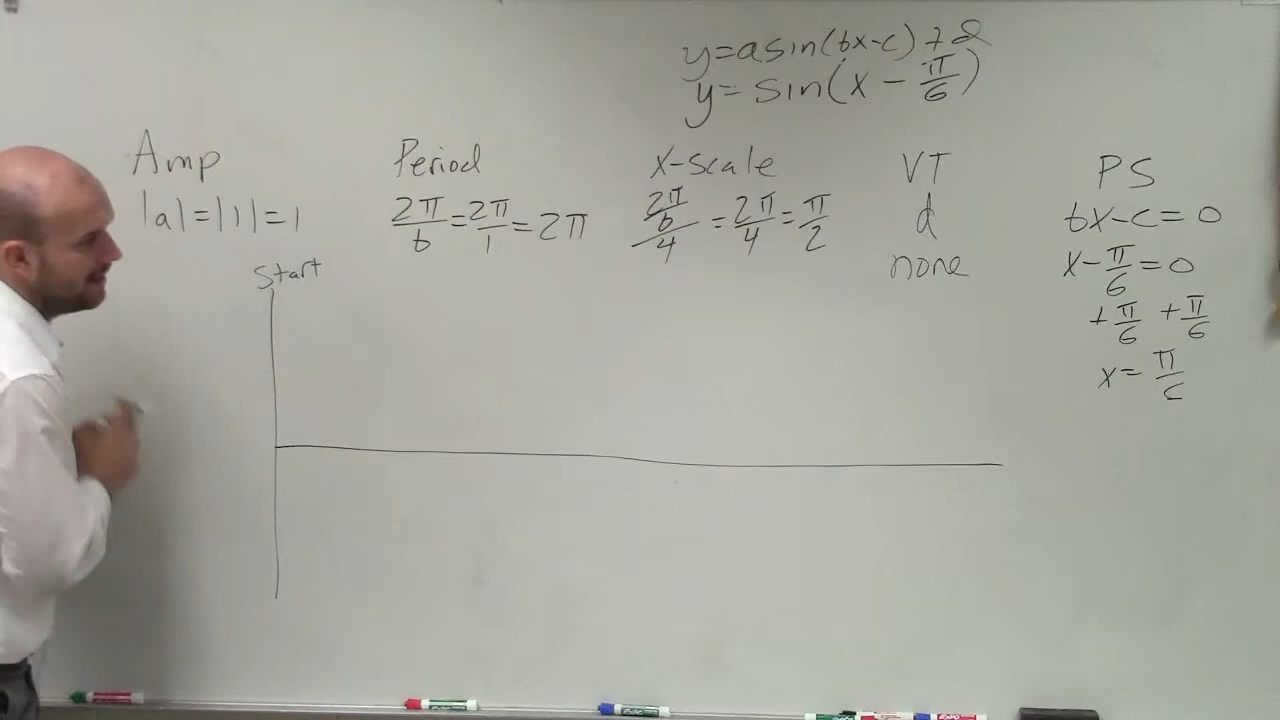 y=asin(bx-c)+d
y=sin(x-π/6)
Amp
|a|=|1|=1
Period
2π/b=2π/1=2π
x-scale
(2π/b)/4=2π/4=π/2
VT
d
none
PS
bx-c=0
x-π/6=0
+π/6 +π/6
x=π/6
Start